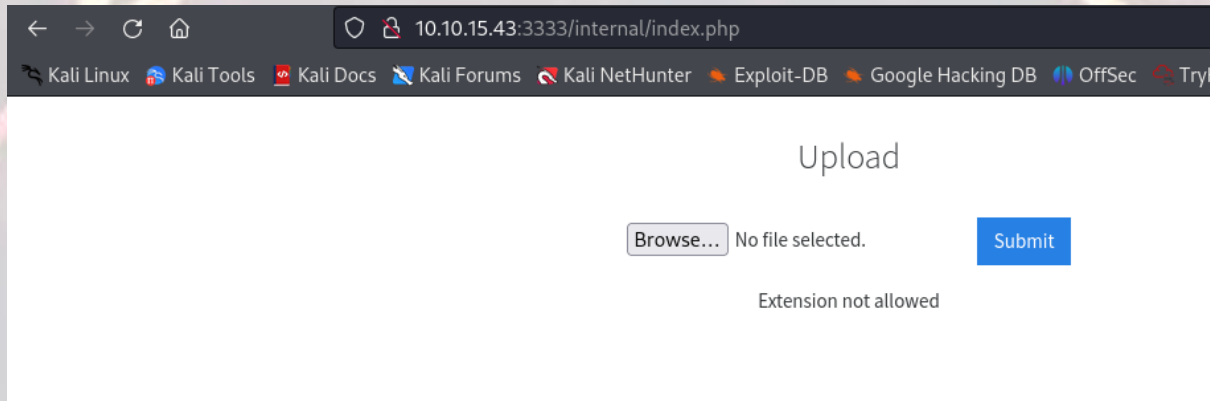 10.10.15.43:3333/internal/index.php
Kali Linux Kali Tools Kali Docs Kali Forums Kali NetHunter Exploit-DB Google Hacking DB OffSec
Upload
Browse... No file selected. Submit
Extension not allowed